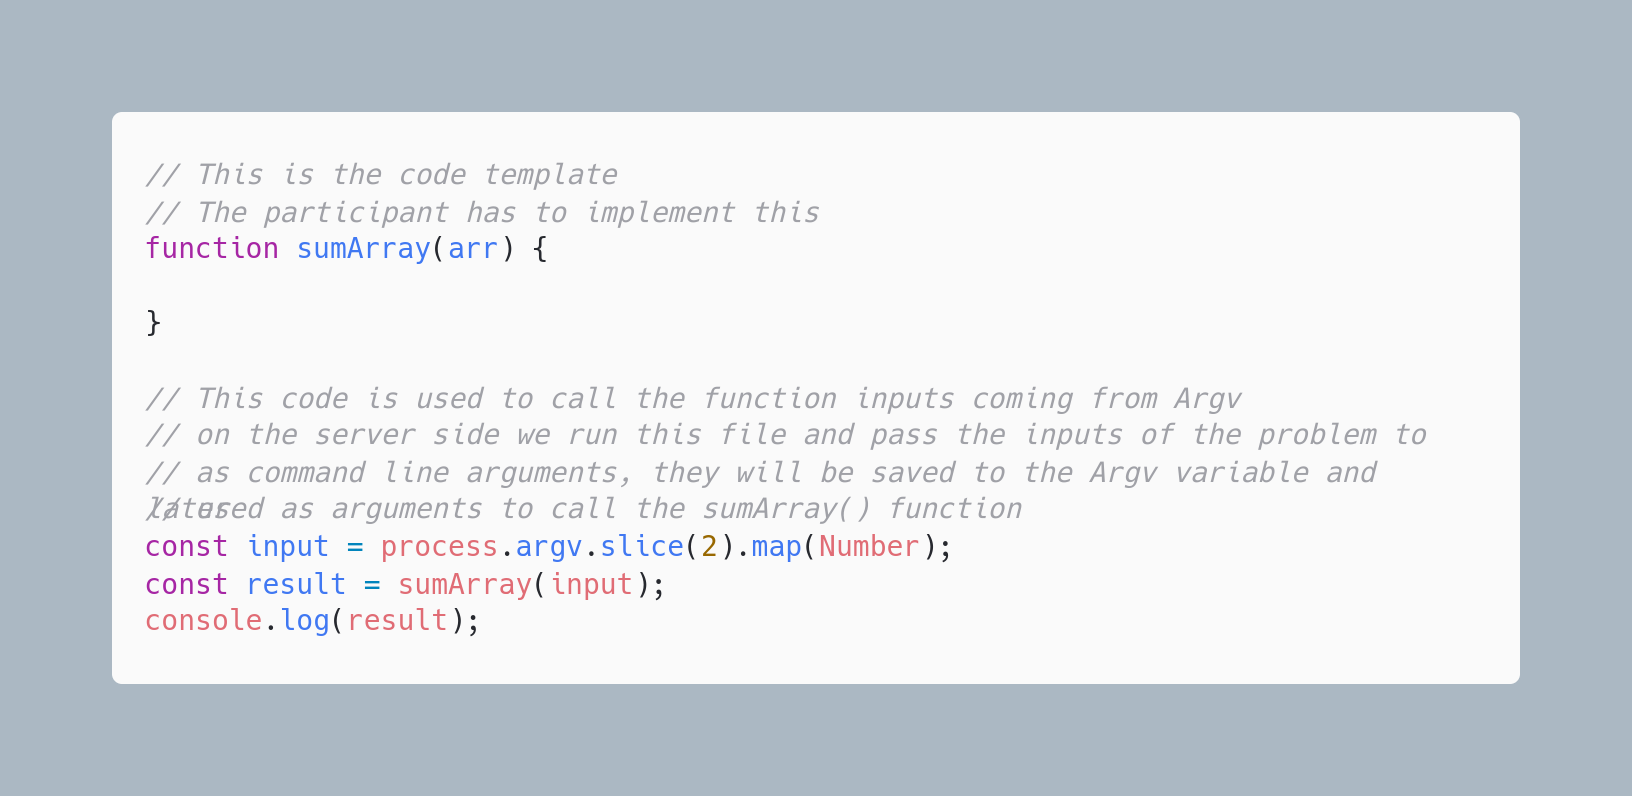 // This is the code template
// The participant has to implement this
function sumArray(arr) {
}
// This code is used to call the function inputs coming from Argv
// on the server side we run this file and pass the inputs of the problem to
// as command line arguments, they will be saved to the Argv variable and
later
// used as arguments to call the sumArray() function
const input = process.argv.slice(2).map(Number);
const result = sumArray(input);
console.log(result);